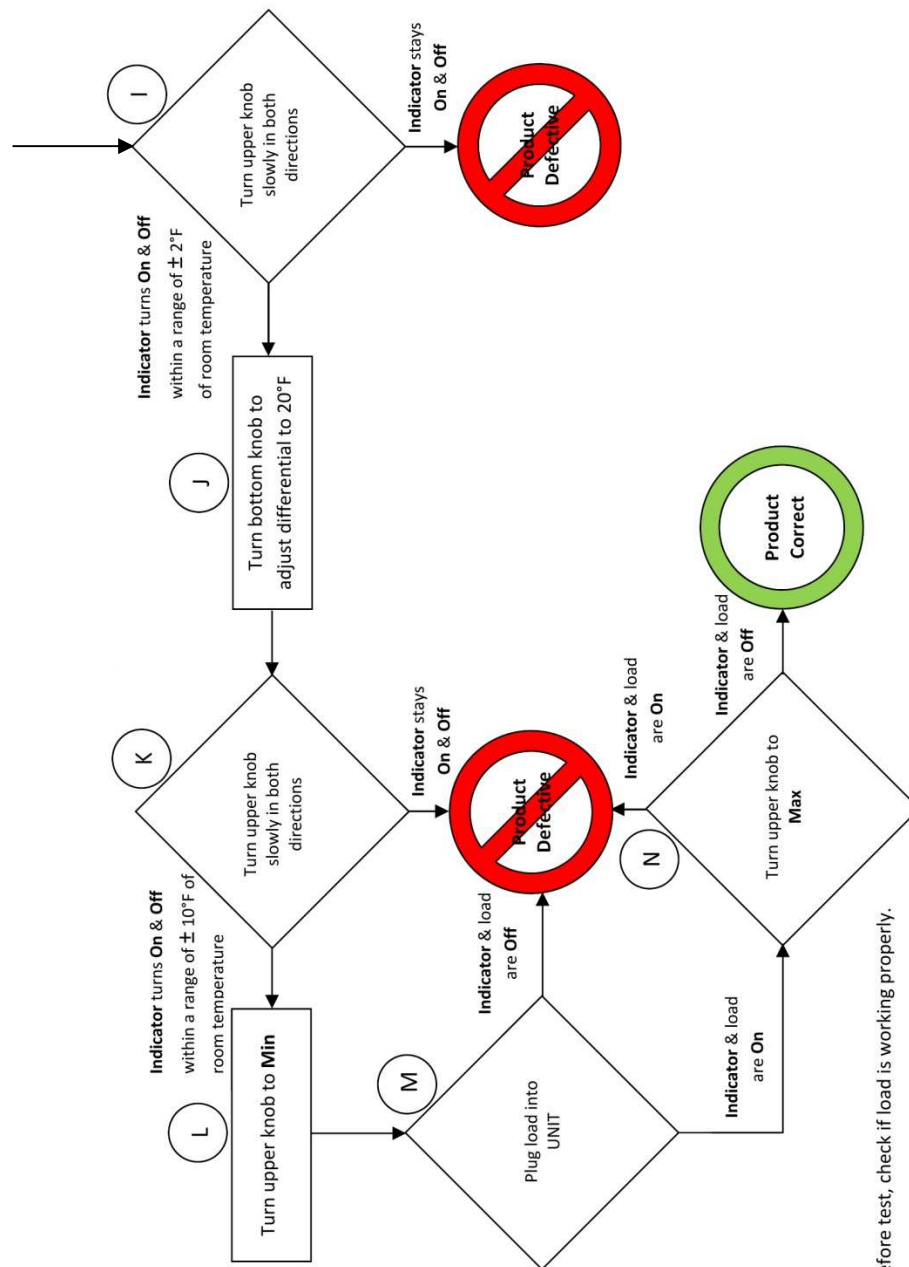 I
Turn upper knob
slowly in both
directions
Indicator stays
On & Off
Product
Defective
Indicator turns On & Off
within a range of ± 2°F
of room temperature
J
Turn bottom knob to
adjust differential to 20°F
K
Turn upper knob
slowly in both
directions
Indicator stays
On & Off
Product
Defective
Indicator turns On & Off
within a range of ± 10°F of
room temperature
L
Turn upper knob to Min
M
Plug load into
UNIT
Indicator & load
are Off
Indicator & load
are On
N
Turn upper knob to
Max
Indicator & load
are On
Indicator & load
are Off
Product
Correct
test, check if load is working properly.